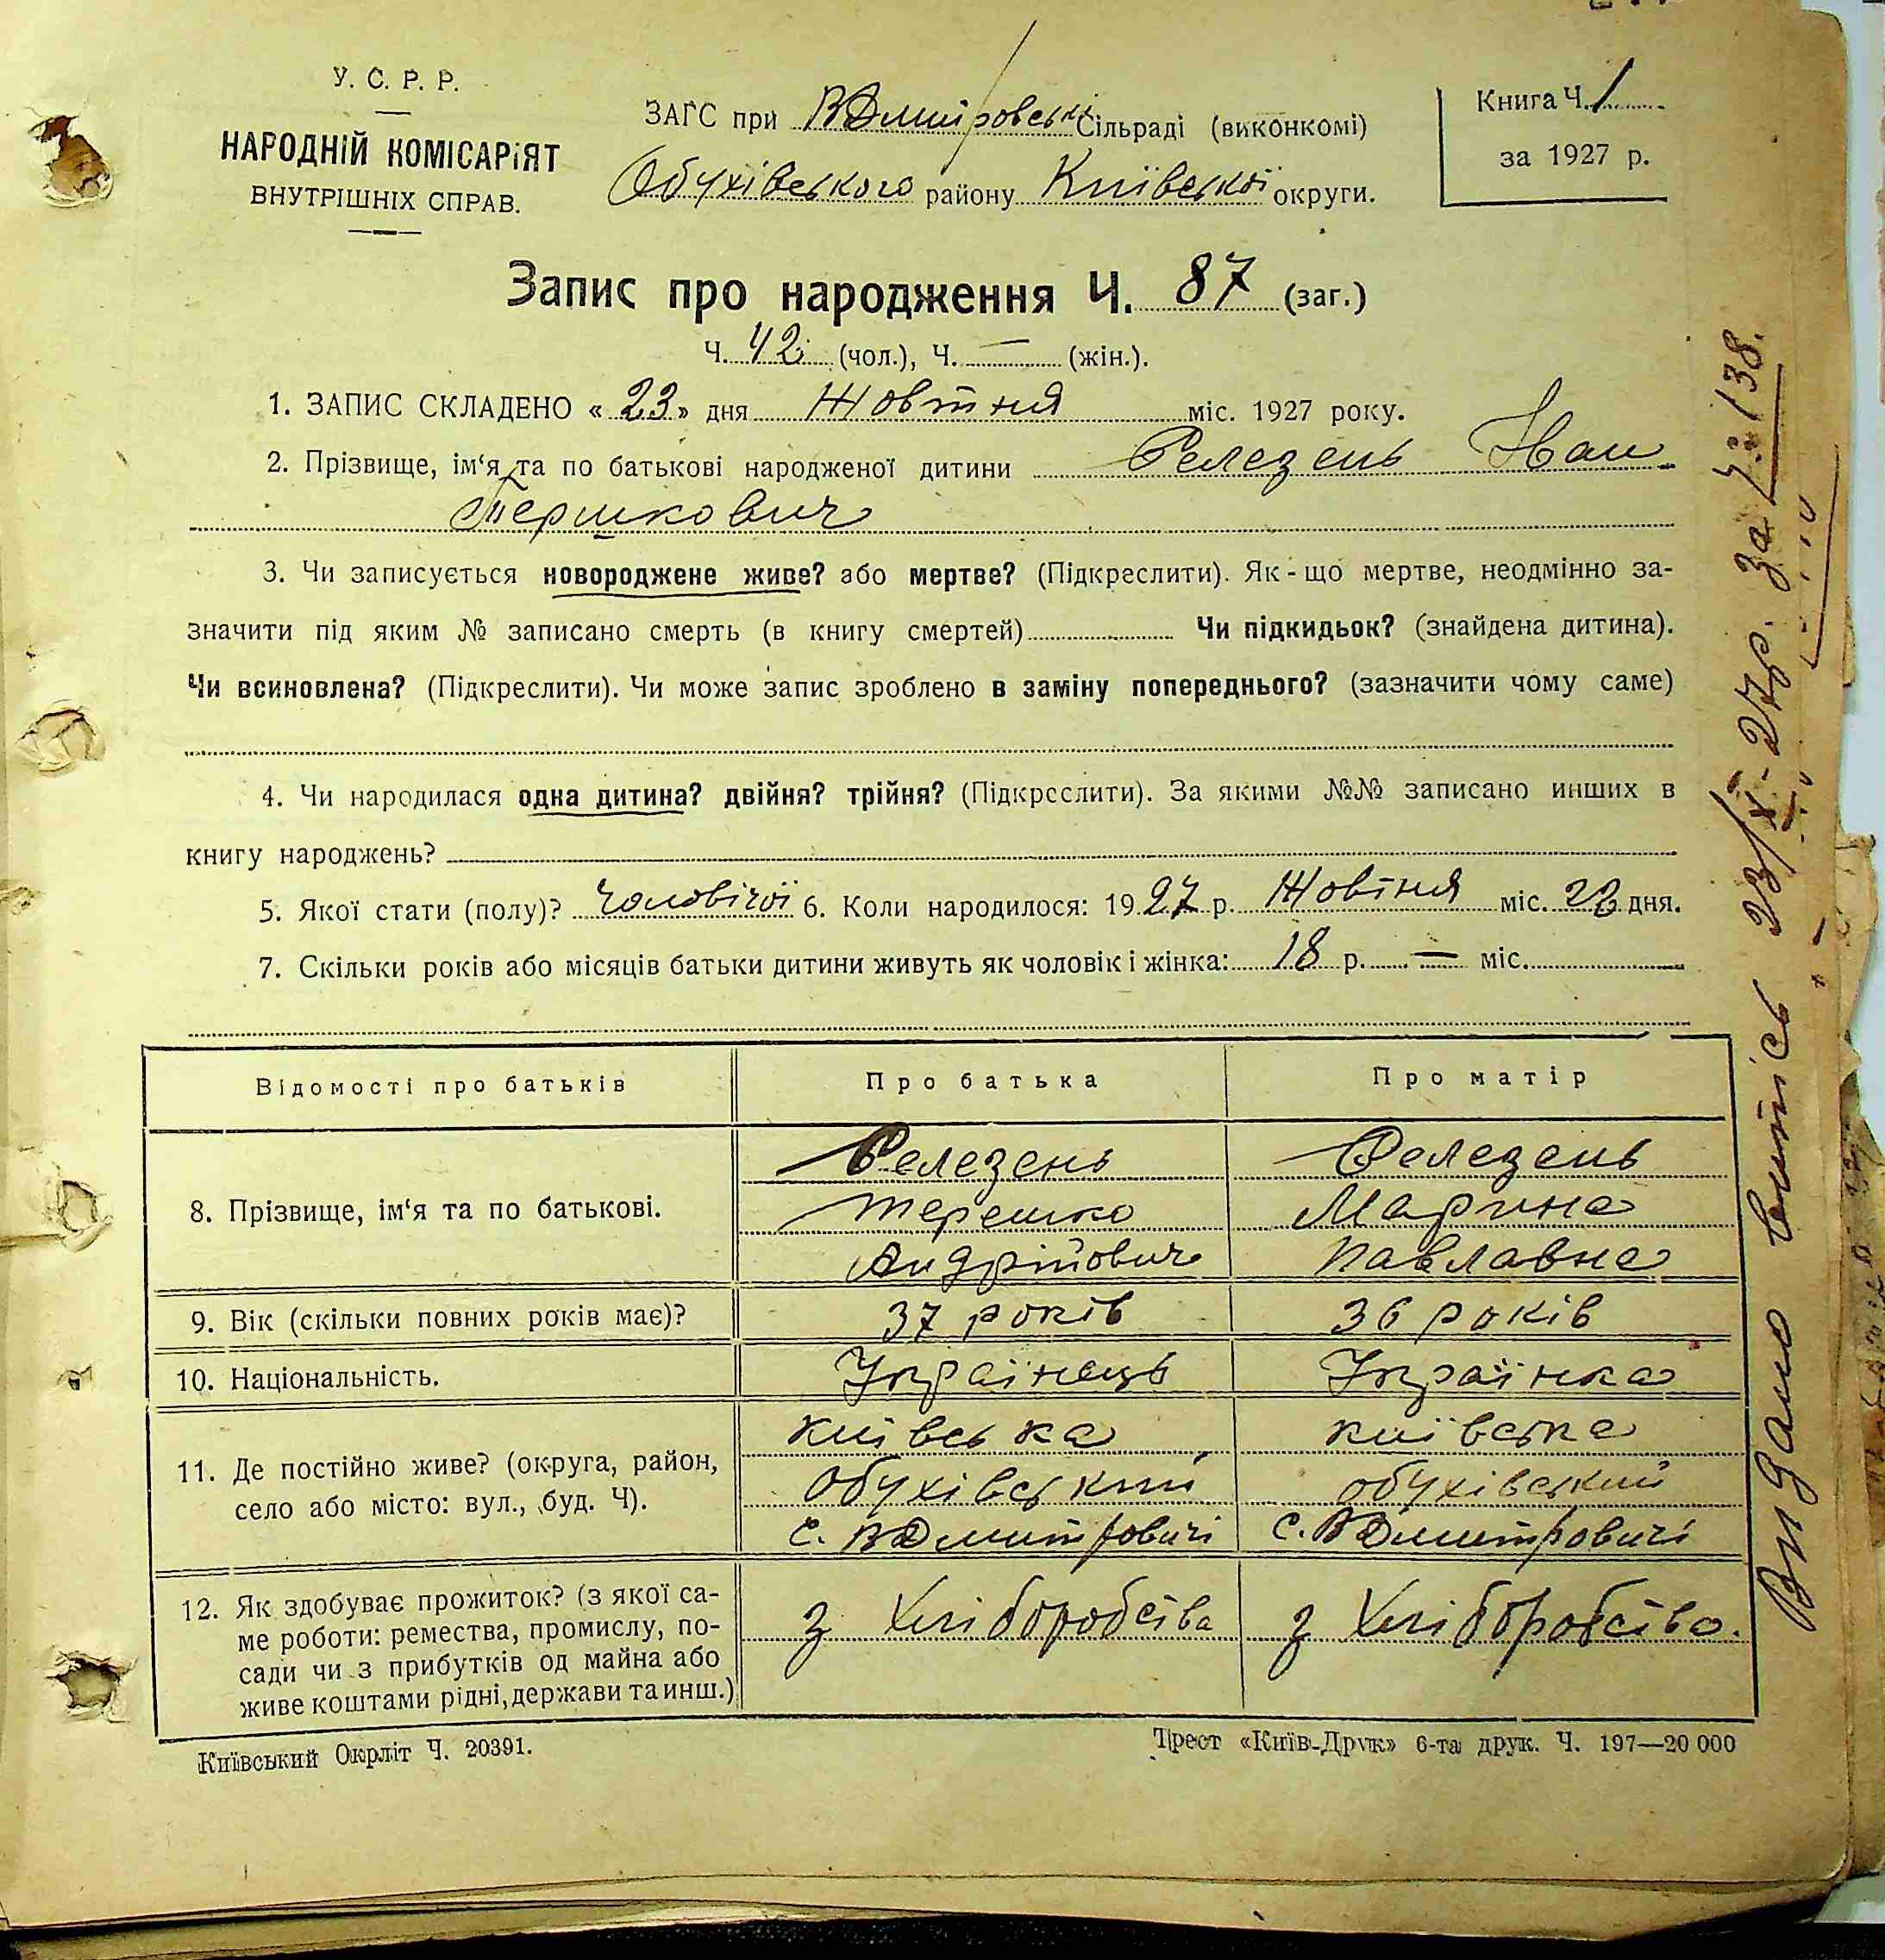 У. С. Р. Р.
НАРОДНІЙ КОМІСАРІЯТ
ВНУТРІШНІХ СПРАВ.
ЗАГС при ВДмитровській Сільраді (виконкомі)
Обухівського району Київської округи.
Книга Ч. 1
за 1927 р.
Запис про народження Ч. 87 (заг.)
Ч. 42 (чол.), Ч. — (жін.).
1. ЗАПИС СКЛАДЕНО « 23 » дня Жовтня міс. 1927 року.
2. Прізвище, ім‘я та по батькові народженої дитини Селезень Іван
Терешкович
3. Чи записується новороджене живе? або мертве? (Підкреслити). Як-що мертве, неодмінно за-
значити під яким № записано смерть (в книгу смертей) Чи підкидьок? (знайдена дитина).
Чи всиновлена? (Підкреслити). Чи може запис зроблено в заміну попереднього? (зазначити чому саме)
4. Чи народилася одна дитина? двійня? трійня? (Підкреслити). За якими №№ записано инших в
книгу народжень?
5. Якої стати (полу)? Чоловічої 6. Коли народилося: 1927 р. Жовтня міс. дня.
7. Скільки років або місяців батьки дитини живуть як чоловік і жінка: 18 р. — міс.
Відомості про батьків Про батька Про матір
8. Прізвище, ім‘я та по батькові.
Селезень Селезень
Терешко Марина
Андрійович Павлавна
9. Вік (скільки повних років має)? 37 років 36 років
10. Національність. Українець Українка
11. Де постійно живе? (округа, район,
село або місто: вул., буд. Ч).
київська київська
обухівський обухівський
с. ВДмитровичі с. ВДмитровичі
12. Як здобуває прожиток? (з якої са-
ме роботи: ремества, промислу, по-
сади чи з прибутків од майна або
живе коштами рідні, держави та инш.)
з хліборобства з хліборобства.
Київський Окрліт Ч. 20391.
Трест «Київ-Друк» 6-та друк. Ч. 197—20 000
Видано випись 23/X-27р. за